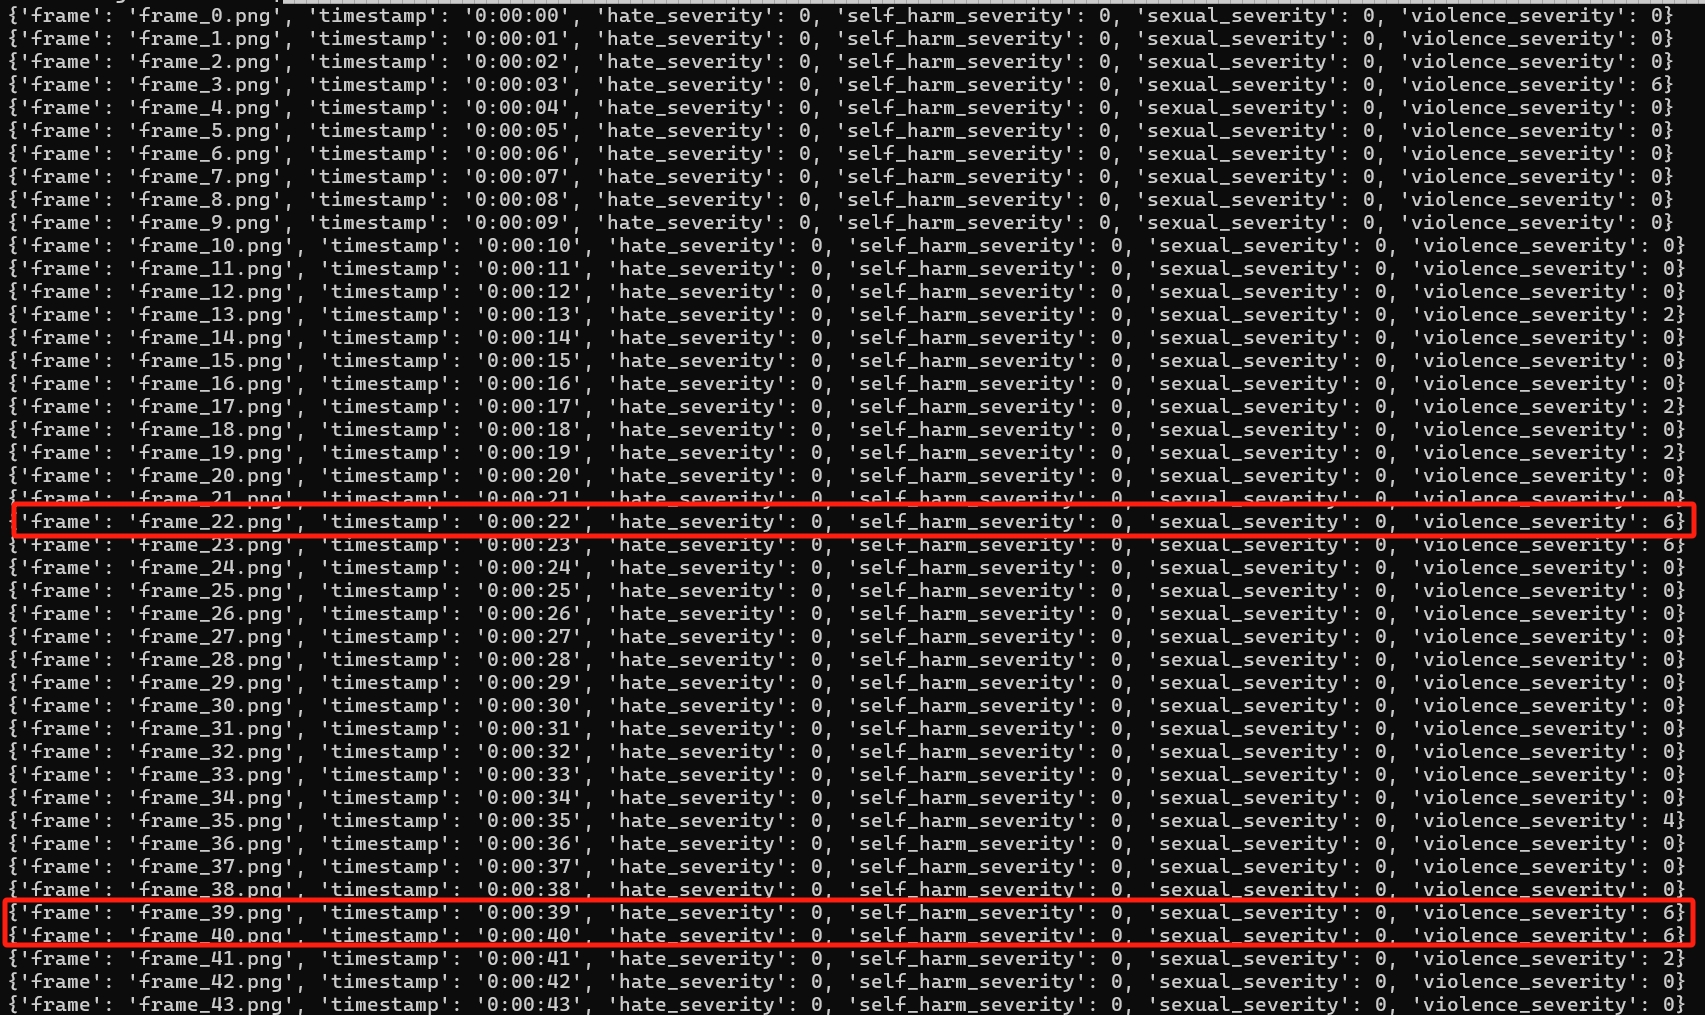 {'frame': 'frame_0.png', 'timestamp': '0:00:00', 'hate_severity': 0, 'self_harm_severity': 0, 'sexual_severity': 0, 'violence_severity': 0}
{'frame': 'frame_1.png', 'timestamp': '0:00:01', 'hate_severity': 0, 'self_harm_severity': 0, 'sexual_severity': 0, 'violence_severity': 0}
{'frame': 'frame_2.png', 'timestamp': '0:00:02', 'hate_severity': 0, 'self_harm_severity': 0, 'sexual_severity': 0, 'violence_severity': 0}
{'frame': 'frame_3.png', 'timestamp': '0:00:03', 'hate_severity': 0, 'self_harm_severity': 0, 'sexual_severity': 0, 'violence_severity': 6}
{'frame': 'frame_4.png', 'timestamp': '0:00:04', 'hate_severity': 0, 'self_harm_severity': 0, 'sexual_severity': 0, 'violence_severity': 0}
{'frame': 'frame_5.png', 'timestamp': '0:00:05', 'hate_severity': 0, 'self_harm_severity': 0, 'sexual_severity': 0, 'violence_severity': 0}
{'frame': 'frame_6.png', 'timestamp': '0:00:06', 'hate_severity': 0, 'self_harm_severity': 0, 'sexual_severity': 0, 'violence_severity': 0}
{'frame': 'frame_7.png', 'timestamp': '0:00:07', 'hate_severity': 0, 'self_harm_severity': 0, 'sexual_severity': 0, 'violence_severity': 0}
{'frame': 'frame_8.png', 'timestamp': '0:00:08', 'hate_severity': 0, 'self_harm_severity': 0, 'sexual_severity': 0, 'violence_severity': 0}
{'frame': 'frame_9.png', 'timestamp': '0:00:09', 'hate_severity': 0, 'self_harm_severity': 0, 'sexual_severity': 0, 'violence_severity': 0}
{'frame': 'frame_10.png', 'timestamp': '0:00:10', 'hate_severity': 0, 'self_harm_severity': 0, 'sexual_severity': 0, 'violence_severity': 0}
{'frame': 'frame_11.png', 'timestamp': '0:00:11', 'hate_severity': 0, 'self_harm_severity': 0, 'sexual_severity': 0, 'violence_severity': 0}
{'frame': 'frame_12.png', 'timestamp': '0:00:12', 'hate_severity': 0, 'self_harm_severity': 0, 'sexual_severity': 0, 'violence_severity': 0}
{'frame': 'frame_13.png', 'timestamp': '0:00:13', 'hate_severity': 0, 'self_harm_severity': 0, 'sexual_severity': 0, 'violence_severity': 2}
{'frame': 'frame_14.png', 'timestamp': '0:00:14', 'hate_severity': 0, 'self_harm_severity': 0, 'sexual_severity': 0, 'violence_severity': 0}
{'frame': 'frame_15.png', 'timestamp': '0:00:15', 'hate_severity': 0, 'self_harm_severity': 0, 'sexual_severity': 0, 'violence_severity': 0}
{'frame': 'frame_16.png', 'timestamp': '0:00:16', 'hate_severity': 0, 'self_harm_severity': 0, 'sexual_severity': 0, 'violence_severity': 0}
{'frame': 'frame_17.png', 'timestamp': '0:00:17', 'hate_severity': 0, 'self_harm_severity': 0, 'sexual_severity': 0, 'violence_severity': 2}
{'frame': 'frame_18.png', 'timestamp': '0:00:18', 'hate_severity': 0, 'self_harm_severity': 0, 'sexual_severity': 0, 'violence_severity': 0}
{'frame': 'frame_19.png', 'timestamp': '0:00:19', 'hate_severity': 0, 'self_harm_severity': 0, 'sexual_severity': 0, 'violence_severity': 2}
{'frame': 'frame_20.png', 'timestamp': '0:00:20', 'hate_severity': 0, 'self_harm_severity': 0, 'sexual_severity': 0, 'violence_severity': 0}
{'frame': 'frame_21.png', 'timestamp': '0:00:21', 'hate_severity': 0, 'self_harm_severity': 0, 'sexual_severity': 0, 'violence_severity': 0}
{'frame': 'frame_22.png', 'timestamp': '0:00:22', 'hate_severity': 0, 'self_harm_severity': 0, 'sexual_severity': 0, 'violence_severity': 6}
{'frame': 'frame_23.png', 'timestamp': '0:00:23', 'hate_severity': 0, 'self_harm_severity': 0, 'sexual_severity': 0, 'violence_severity': 6}
{'frame': 'frame_24.png', 'timestamp': '0:00:24', 'hate_severity': 0, 'self_harm_severity': 0, 'sexual_severity': 0, 'violence_severity': 0}
{'frame': 'frame_25.png', 'timestamp': '0:00:25', 'hate_severity': 0, 'self_harm_severity': 0, 'sexual_severity': 0, 'violence_severity': 0}
{'frame': 'frame_26.png', 'timestamp': '0:00:26', 'hate_severity': 0, 'self_harm_severity': 0, 'sexual_severity': 0, 'violence_severity': 0}
{'frame': 'frame_27.png', 'timestamp': '0:00:27', 'hate_severity': 0, 'self_harm_severity': 0, 'sexual_severity': 0, 'violence_severity': 0}
{'frame': 'frame_28.png', 'timestamp': '0:00:28', 'hate_severity': 0, 'self_harm_severity': 0, 'sexual_severity': 0, 'violence_severity': 0}
{'frame': 'frame_29.png', 'timestamp': '0:00:29', 'hate_severity': 0, 'self_harm_severity': 0, 'sexual_severity': 0, 'violence_severity': 0}
{'frame': 'frame_30.png', 'timestamp': '0:00:30', 'hate_severity': 0, 'self_harm_severity': 0, 'sexual_severity': 0, 'violence_severity': 0}
{'frame': 'frame_31.png', 'timestamp': '0:00:31', 'hate_severity': 0, 'self_harm_severity': 0, 'sexual_severity': 0, 'violence_severity': 0}
{'frame': 'frame_32.png', 'timestamp': '0:00:32', 'hate_severity': 0, 'self_harm_severity': 0, 'sexual_severity': 0, 'violence_severity': 0}
{'frame': 'frame_33.png', 'timestamp': '0:00:33', 'hate_severity': 0, 'self_harm_severity': 0, 'sexual_severity': 0, 'violence_severity': 0}
{'frame': 'frame_34.png', 'timestamp': '0:00:34', 'hate_severity': 0, 'self_harm_severity': 0, 'sexual_severity': 0, 'violence_severity': 0}
{'frame': 'frame_35.png', 'timestamp': '0:00:35', 'hate_severity': 0, 'self_harm_severity': 0, 'sexual_severity': 0, 'violence_severity': 4}
{'frame': 'frame_36.png', 'timestamp': '0:00:36', 'hate_severity': 0, 'self_harm_severity': 0, 'sexual_severity': 0, 'violence_severity': 0}
{'frame': 'frame_37.png', 'timestamp': '0:00:37', 'hate_severity': 0, 'self_harm_severity': 0, 'sexual_severity': 0, 'violence_severity': 0}
{'frame': 'frame_38.png', 'timestamp': '0:00:38', 'hate_severity': 0, 'self_harm_severity': 0, 'sexual_severity': 0, 'violence_severity': 0}
{'frame': 'frame_39.png', 'timestamp': '0:00:39', 'hate_severity': 0, 'self_harm_severity': 0, 'sexual_severity': 0, 'violence_severity': 6}
{'frame': 'frame_40.png', 'timestamp': '0:00:40', 'hate_severity': 0, 'self_harm_severity': 0, 'sexual_severity': 0, 'violence_severity': 6}
{'frame': 'frame_41.png', 'timestamp': '0:00:41', 'hate_severity': 0, 'self_harm_severity': 0, 'sexual_severity': 0, 'violence_severity': 2}
{'frame': 'frame_42.png', 'timestamp': '0:00:42', 'hate_severity': 0, 'self_harm_severity': 0, 'sexual_severity': 0, 'violence_severity': 0}
{'frame': 'frame_43.png', 'timestamp': '0:00:43', 'hate_severity': 0, 'self_harm_severity': 0, 'sexual_severity': 0, 'violence_severity': 0}